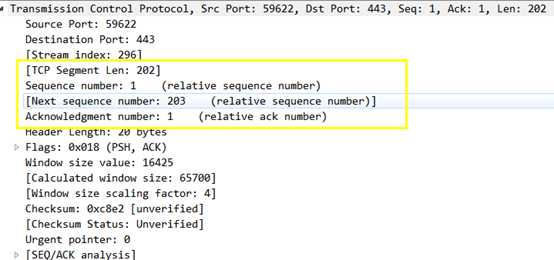 Transmission Control Protocol, Src Port: 59622, Dst Port: 443, Seq: 1, Ack: 1, Len: 202
Source Port: 59622
Destination Port: 443
[Stream index: 296]
[TCP Segment Len: 202]
Sequence number: 1    (relative sequence number)
[Next sequence number: 203    (relative sequence number)]
Acknowledgment number: 1    (relative ack number)
Header Length: 20 bytes
Flags: 0x018 (PSH, ACK)
Window size value: 16425
[Calculated window size: 65700]
[Window size scaling factor: 4]
Checksum: 0xc8e2 [unverified]
[Checksum Status: Unverified]
Urgent pointer: 0
[SEQ/ACK analysis]